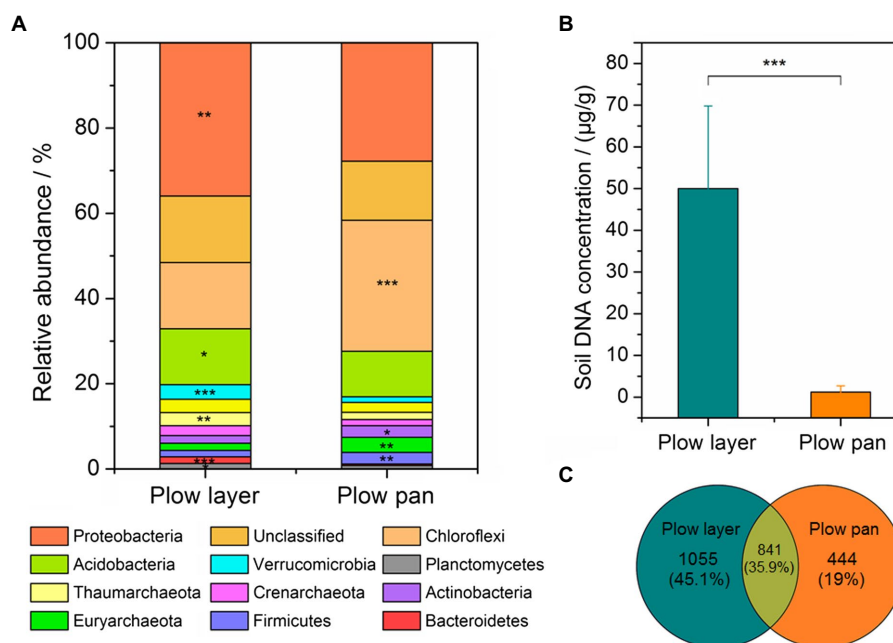 A
Relative abundance / %
100
80
60
40
20
0
**
*
***
**
***
*
***
*
**
**
Plow layer
Plow pan
Proteobacteria
Unclassified
Chloroflexi
Acidobacteria
Verrucomicrobia
Planctomycetes
Thaumarchaeota
Crenarchaeota
Actinobacteria
Euryarchaeota
Firmicutes
Bacteroidetes
B
Soil DNA concentration / (μg/g)
80
70
60
50
40
30
20
10
0
***
Plow layer
Plow pan
C
Plow layer
1055
(45.1%)
841
(35.9%)
Plow pan
444
(19%)